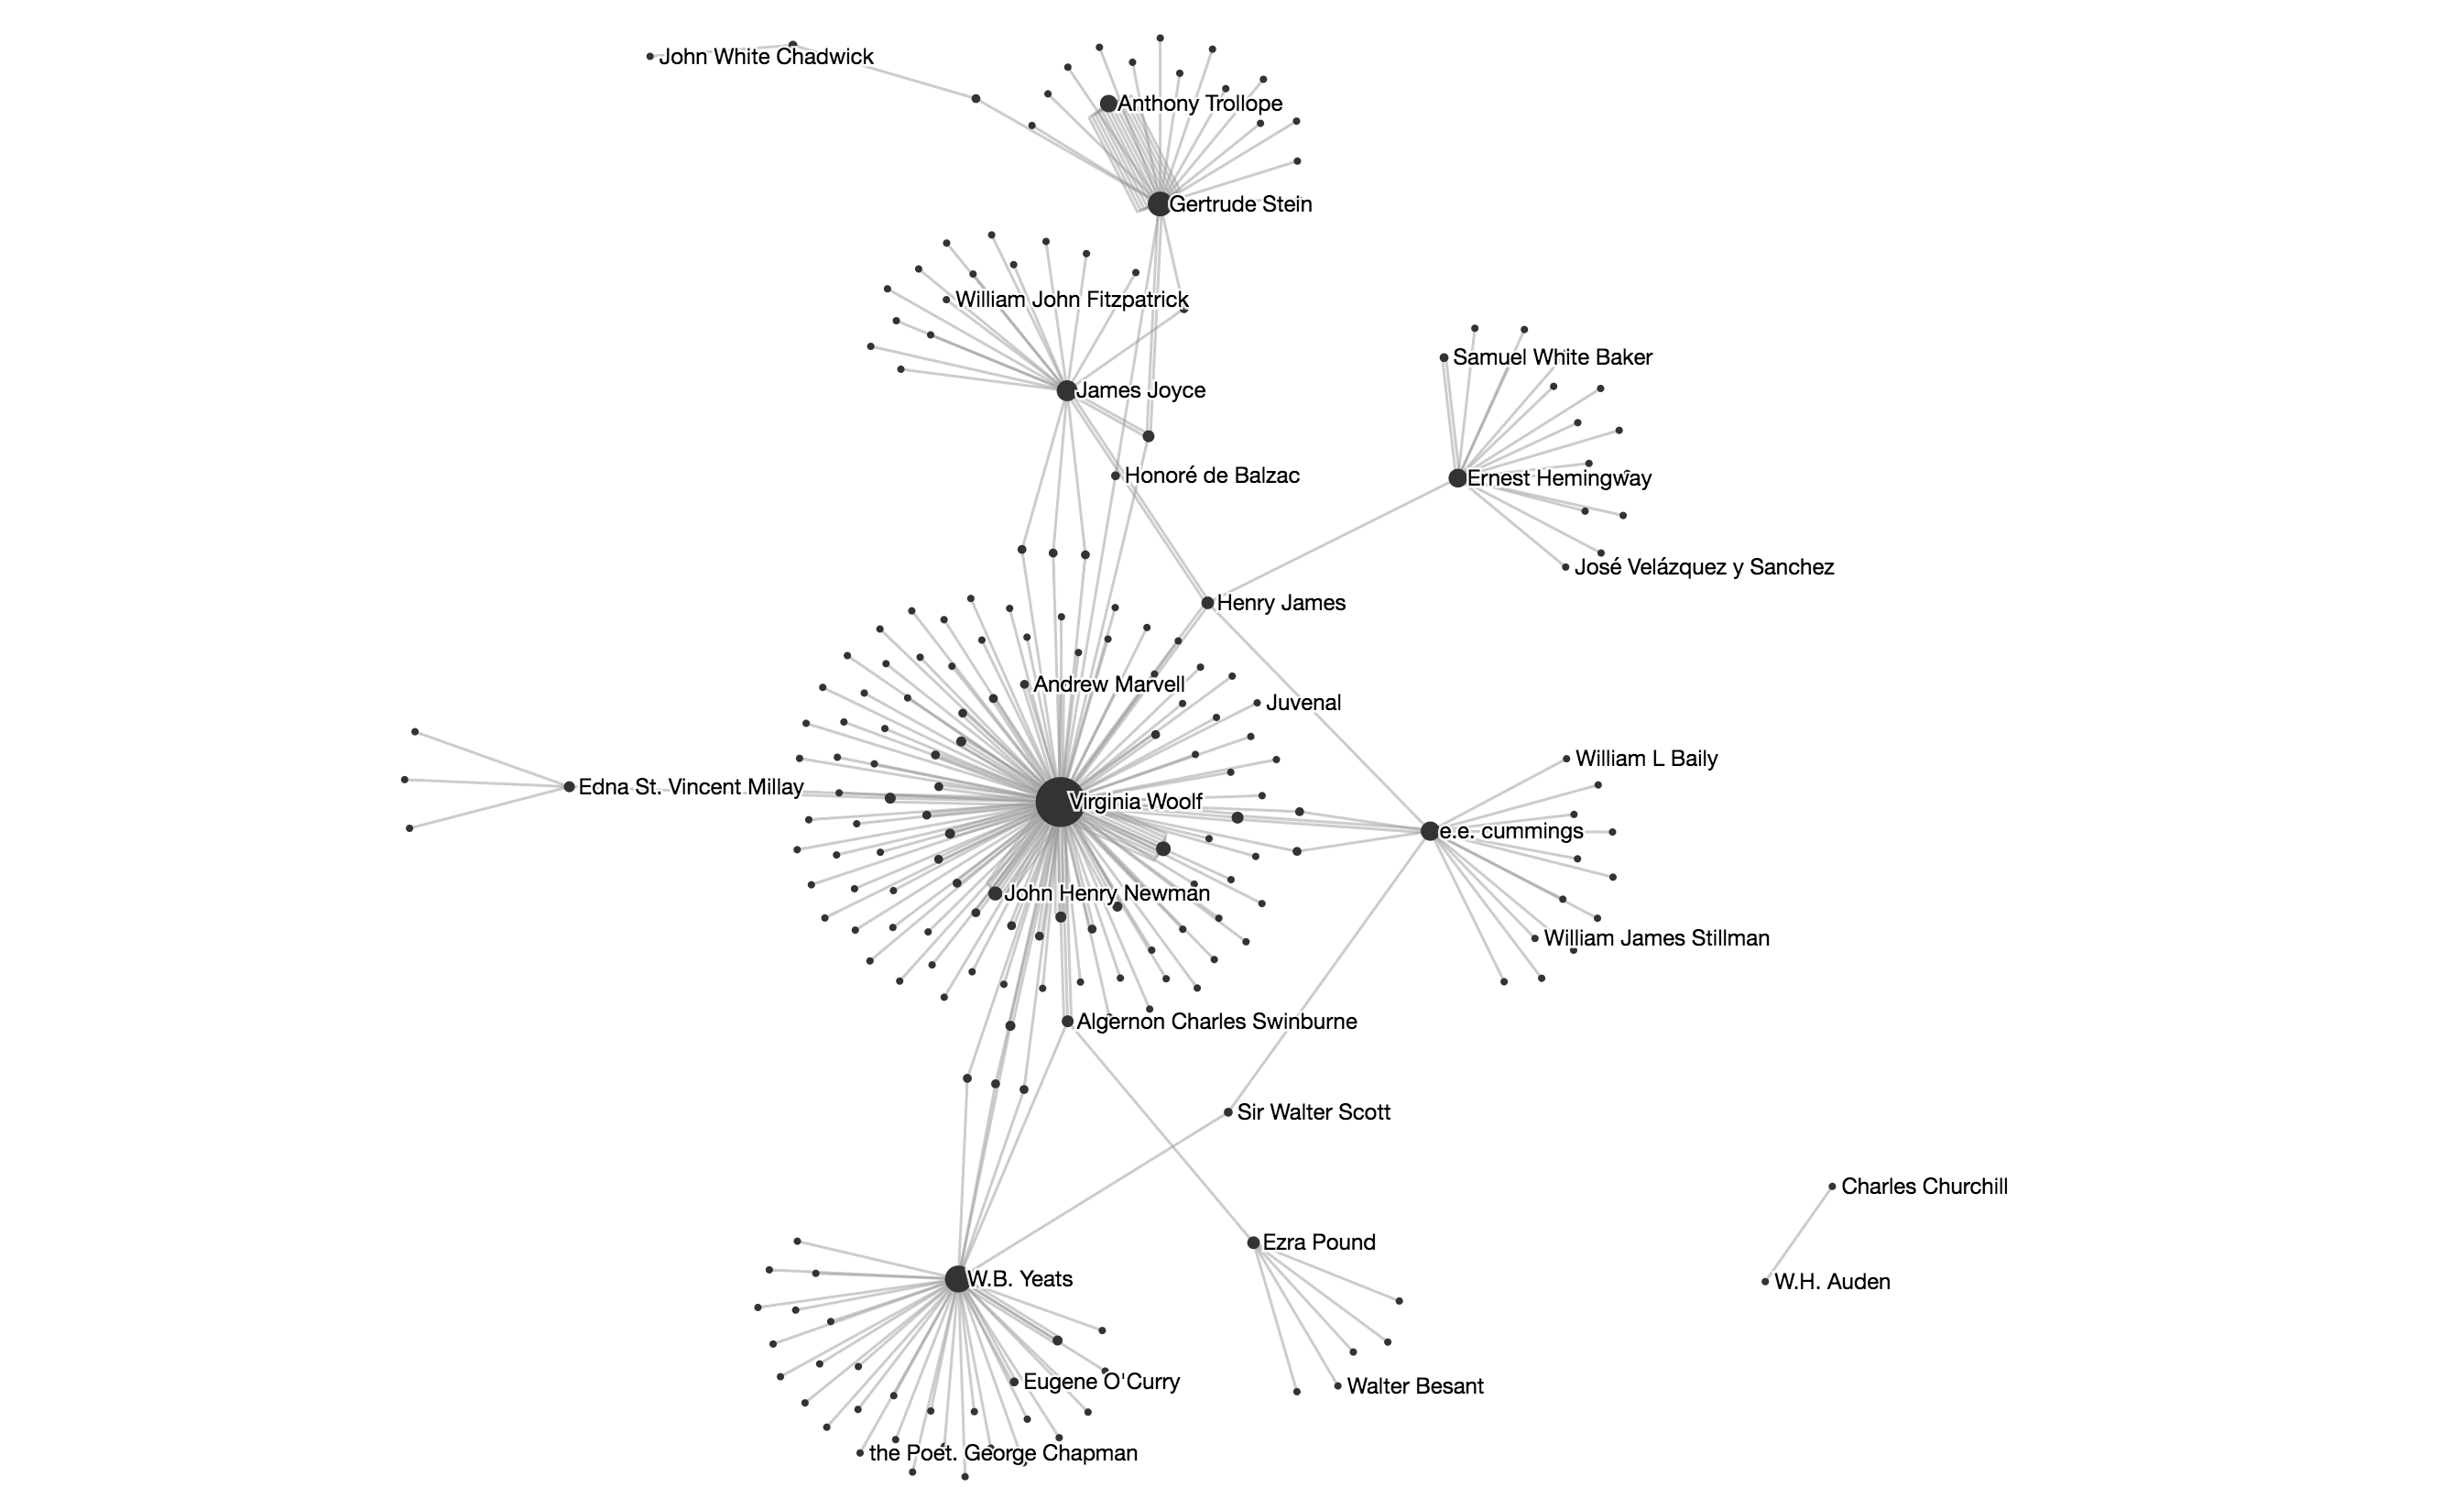 John White Chadwick
Anthony Trollope
Gertrude Stein
William John Fitzpatrick
Samuel White Baker
James Joyce
Honoré de Balzac
Ernest Hemingway
José Velázquez y Sanchez
Henry James
Andrew Marvell
Juvenal
William L Baily
Edna St. Vincent Millay
Virginia Woolf
e.e. cummings
John Henry Newman
William James Stillman
Algernon Charles Swinburne
Sir Walter Scott
Charles Churchill
Ezra Pound
W.B. Yeats
W.H. Auden
Eugene O'Curry
Walter Besant
the Poet. George Chapman